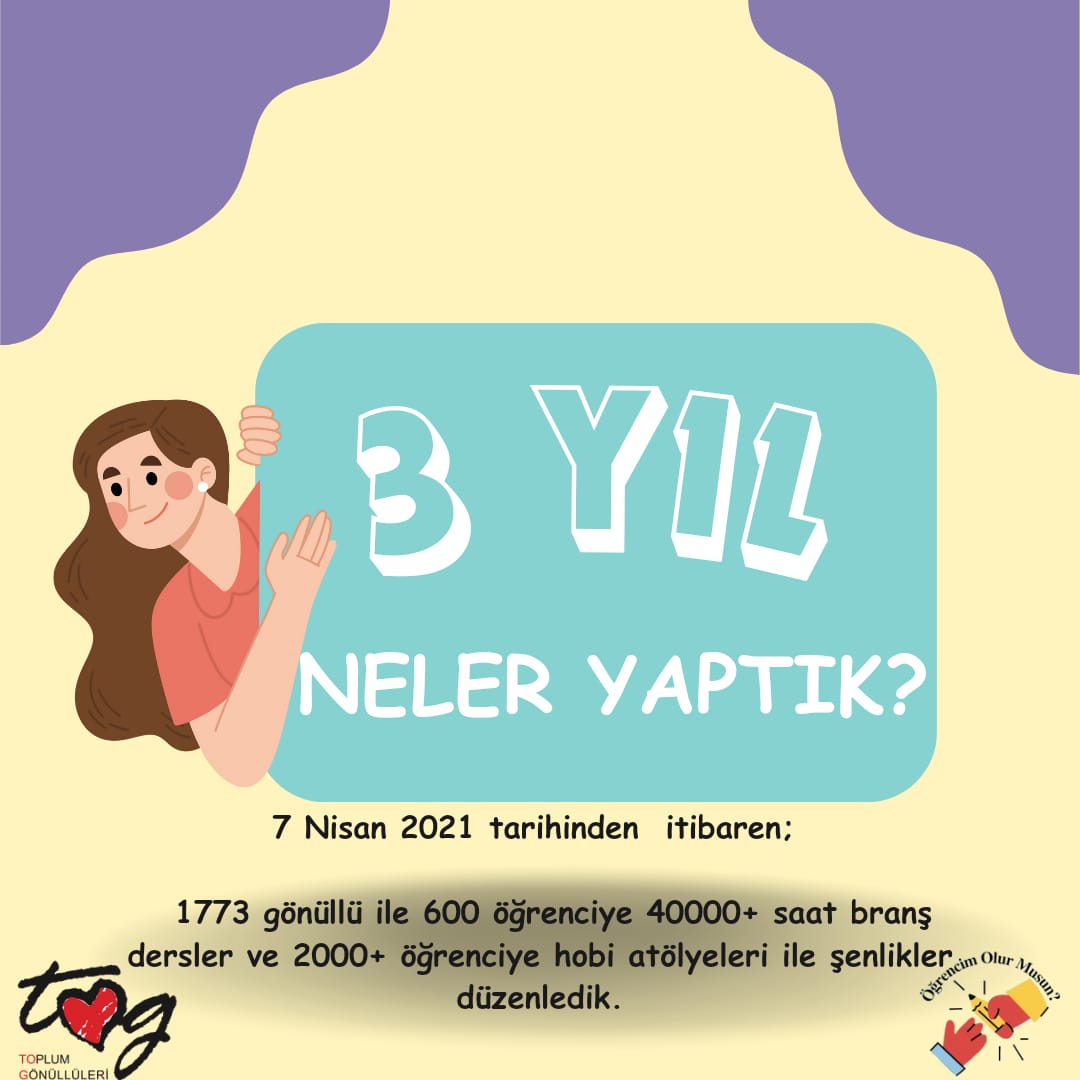 3 YIL
NELER YAPTIK?
7 Nisan 2021 tarihinden itibaren;
1773 gönüllü ile 600 öğrenciye 40000+ saat branş
dersler ve 2000+ öğrenciye hobi atölyeleri ile şenlikler
düzenledik.
tog
TOPLUM
GÖNÜLLÜLERİ
Öğrencim Olur Musun?